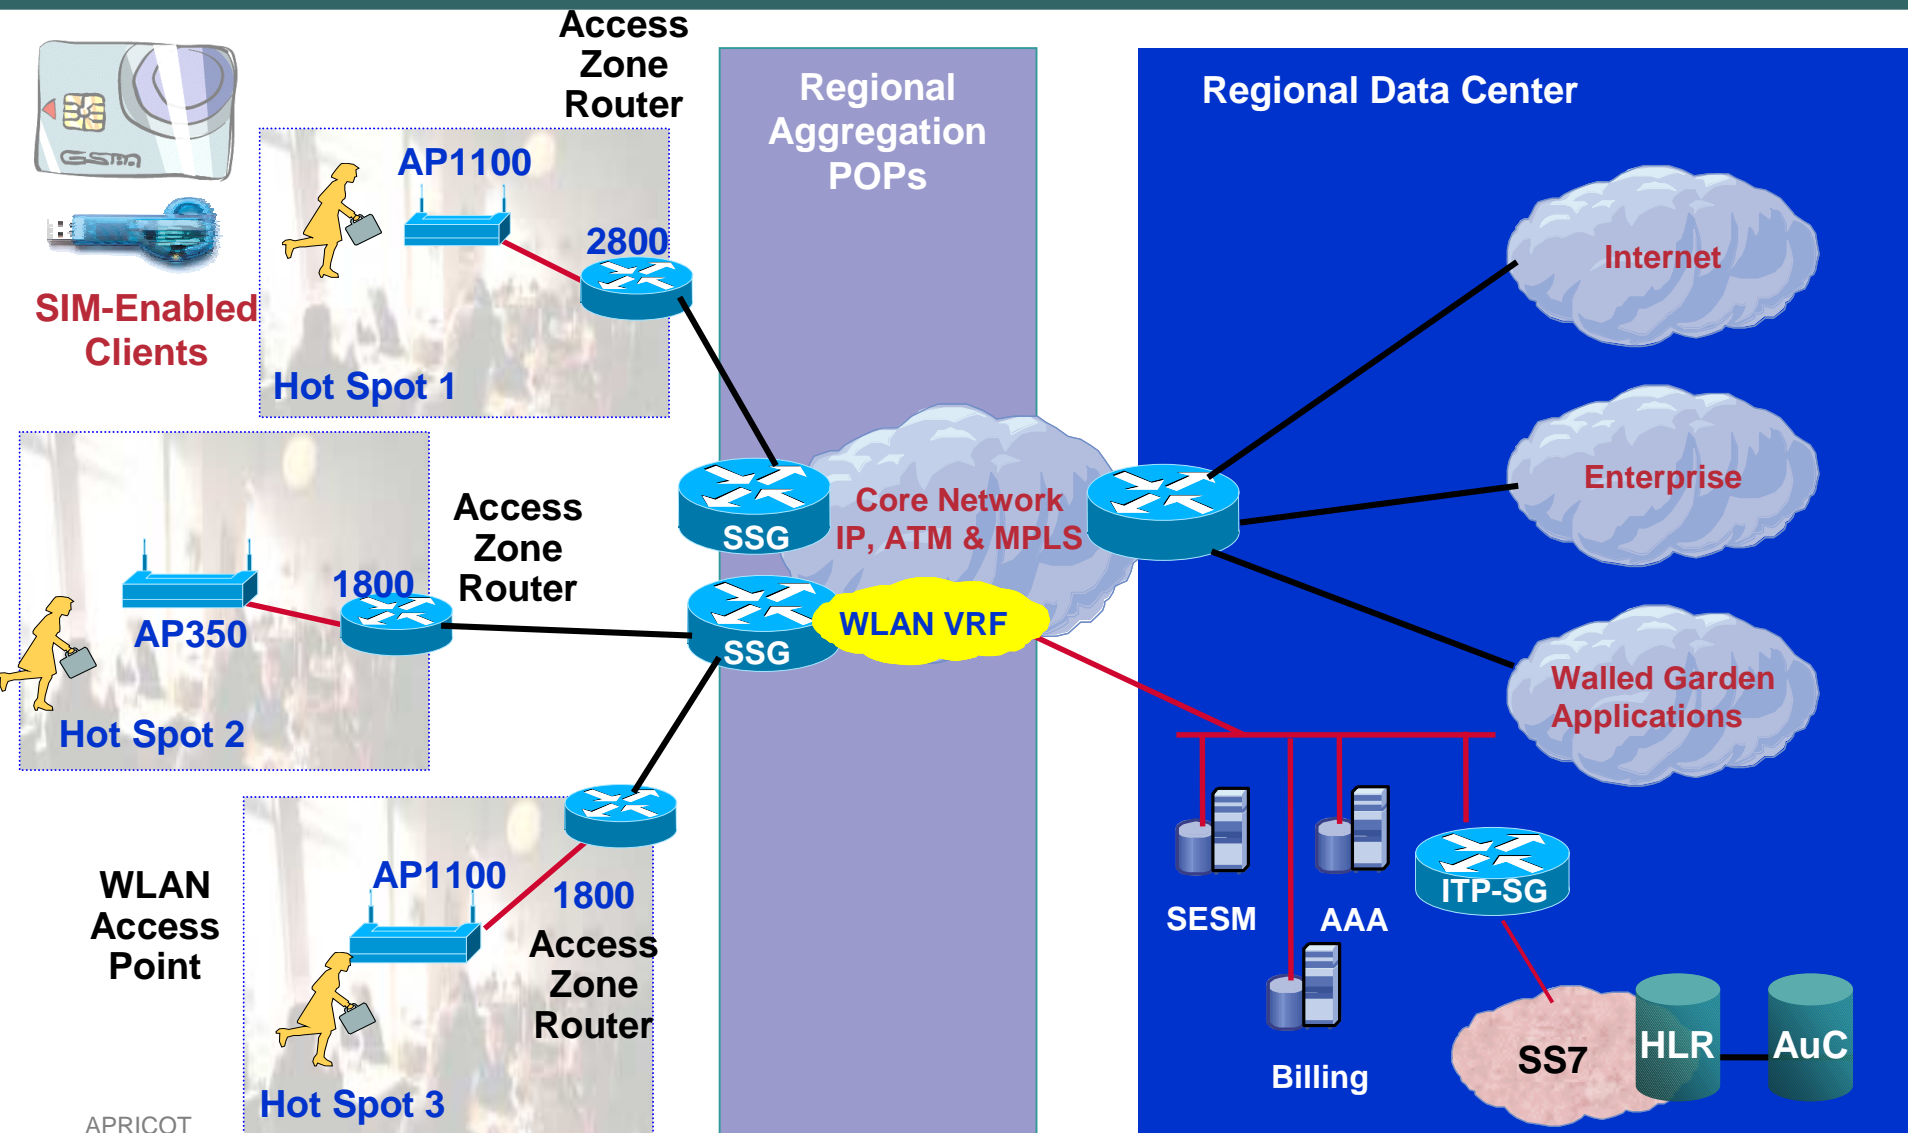 Access
Zone
Router
Regional
Aggregation
POPs
Regional Data Center
GSM
SIM-Enabled
Clients
AP1100
2800
Hot Spot 1
Internet
Enterprise
Walled Garden
Applications
Access
Zone
Router
1800
AP350
Hot Spot 2
SSG
Core Network
IP, ATM & MPLS
SSG
WLAN VRF
WLAN
Access
Point
AP1100
1800
Access
Zone
Router
Hot Spot 3
SESM
AAA
ITP-SG
Billing
SS7
HLR
AuC
APRICOT